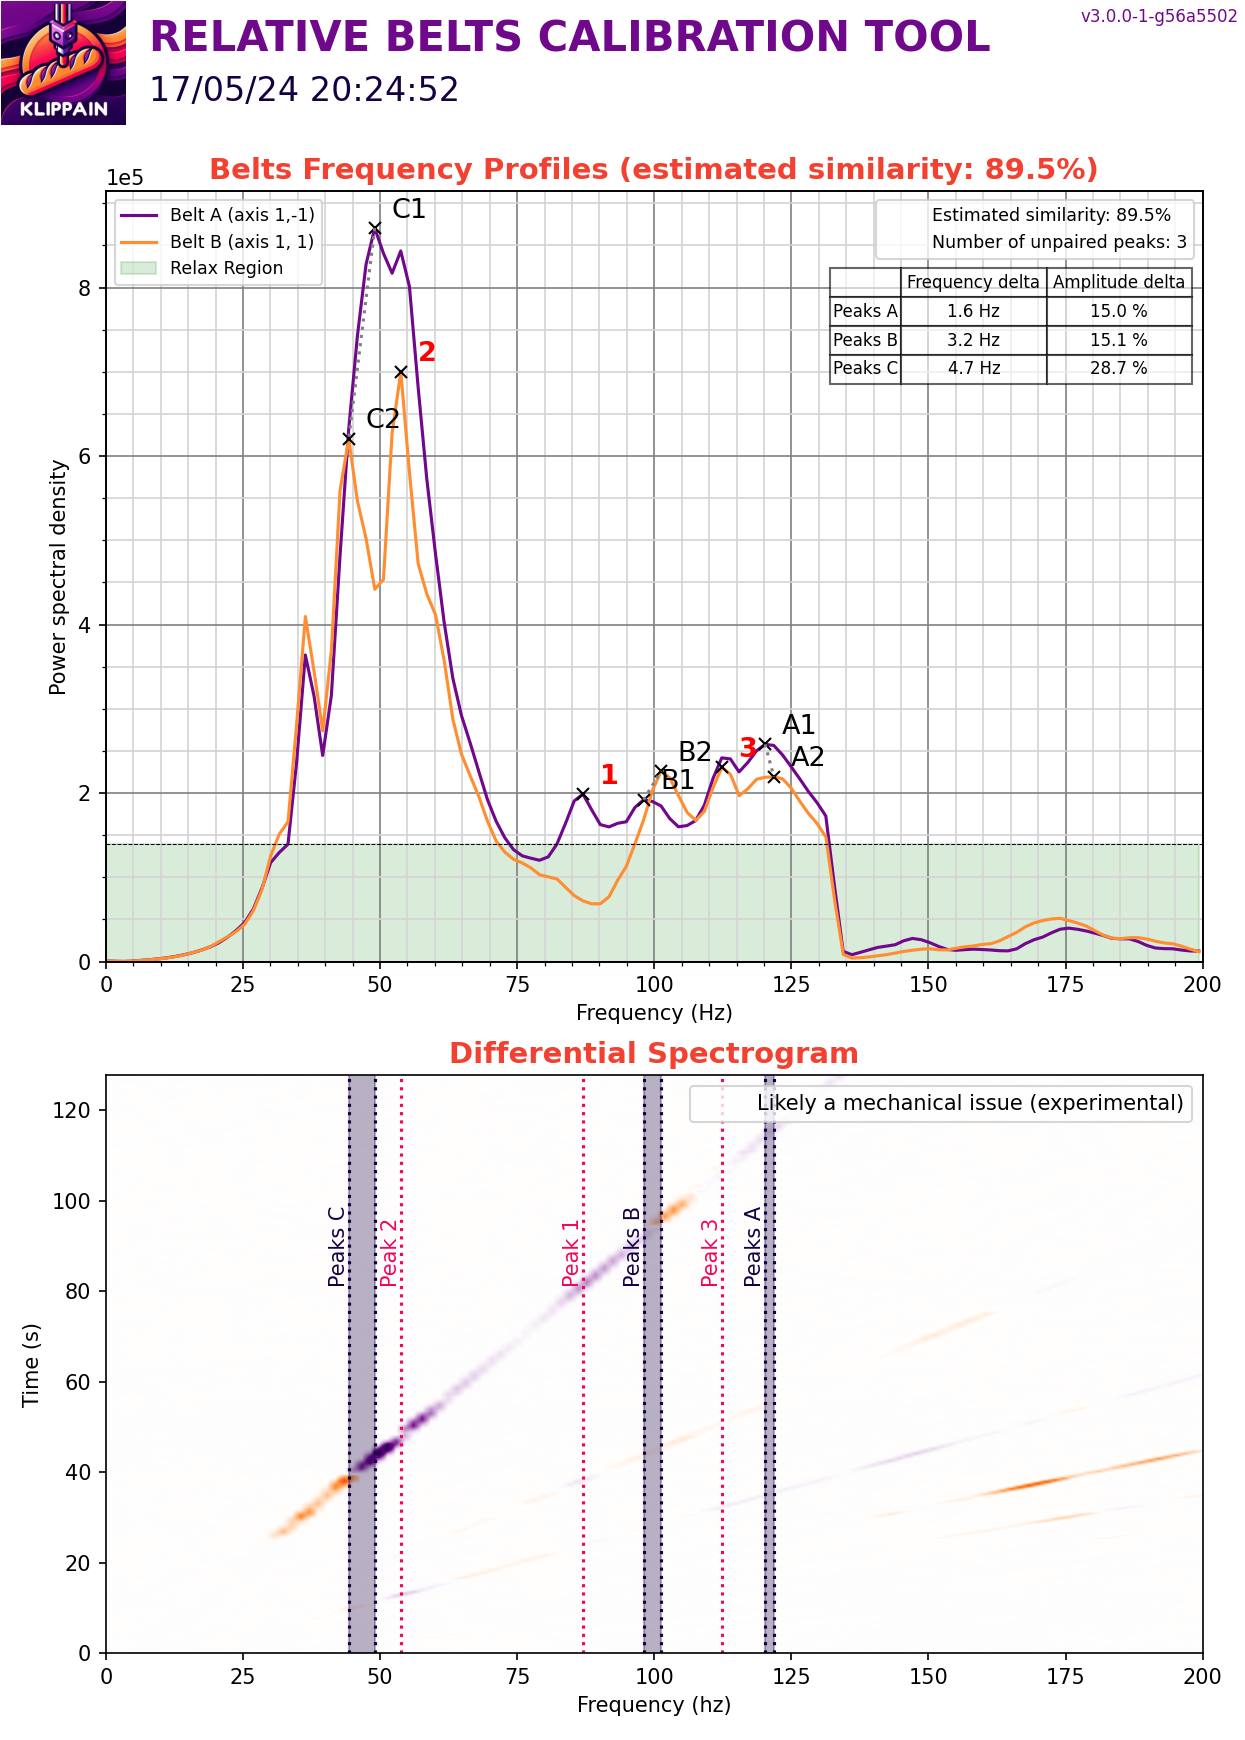 KLIPPAIN
RELATIVE BELTS CALIBRATION TOOL
v3.0.0-1-g56a5502
17/05/24 20:24:52
Belts Frequency Profiles (estimated similarity: 89.5%)
1e5
Belt A (axis 1,-1)
Belt B (axis 1, 1)
Relax Region
Estimated similarity: 89.5%
Number of unpaired peaks: 3
Frequency delta Amplitude delta
Peaks A 1.6 Hz 15.0 %
Peaks B 3.2 Hz 15.1 %
Peaks C 4.7 Hz 28.7 %
C1
2
C2
A1
3
B2
A2
B1
1
Power spectral density
8
6
4
2
0
0 25 50 75 100 125 150 175 200
Frequency (Hz)
Differential Spectrogram
Likely a mechanical issue (experimental)
Peaks C
Peak 2
Peak 1
Peaks B
Peak 3
Peaks A
Time (s)
120
100
80
60
40
20
0
0 25 50 75 100 125 150 175 200
Frequency (hz)